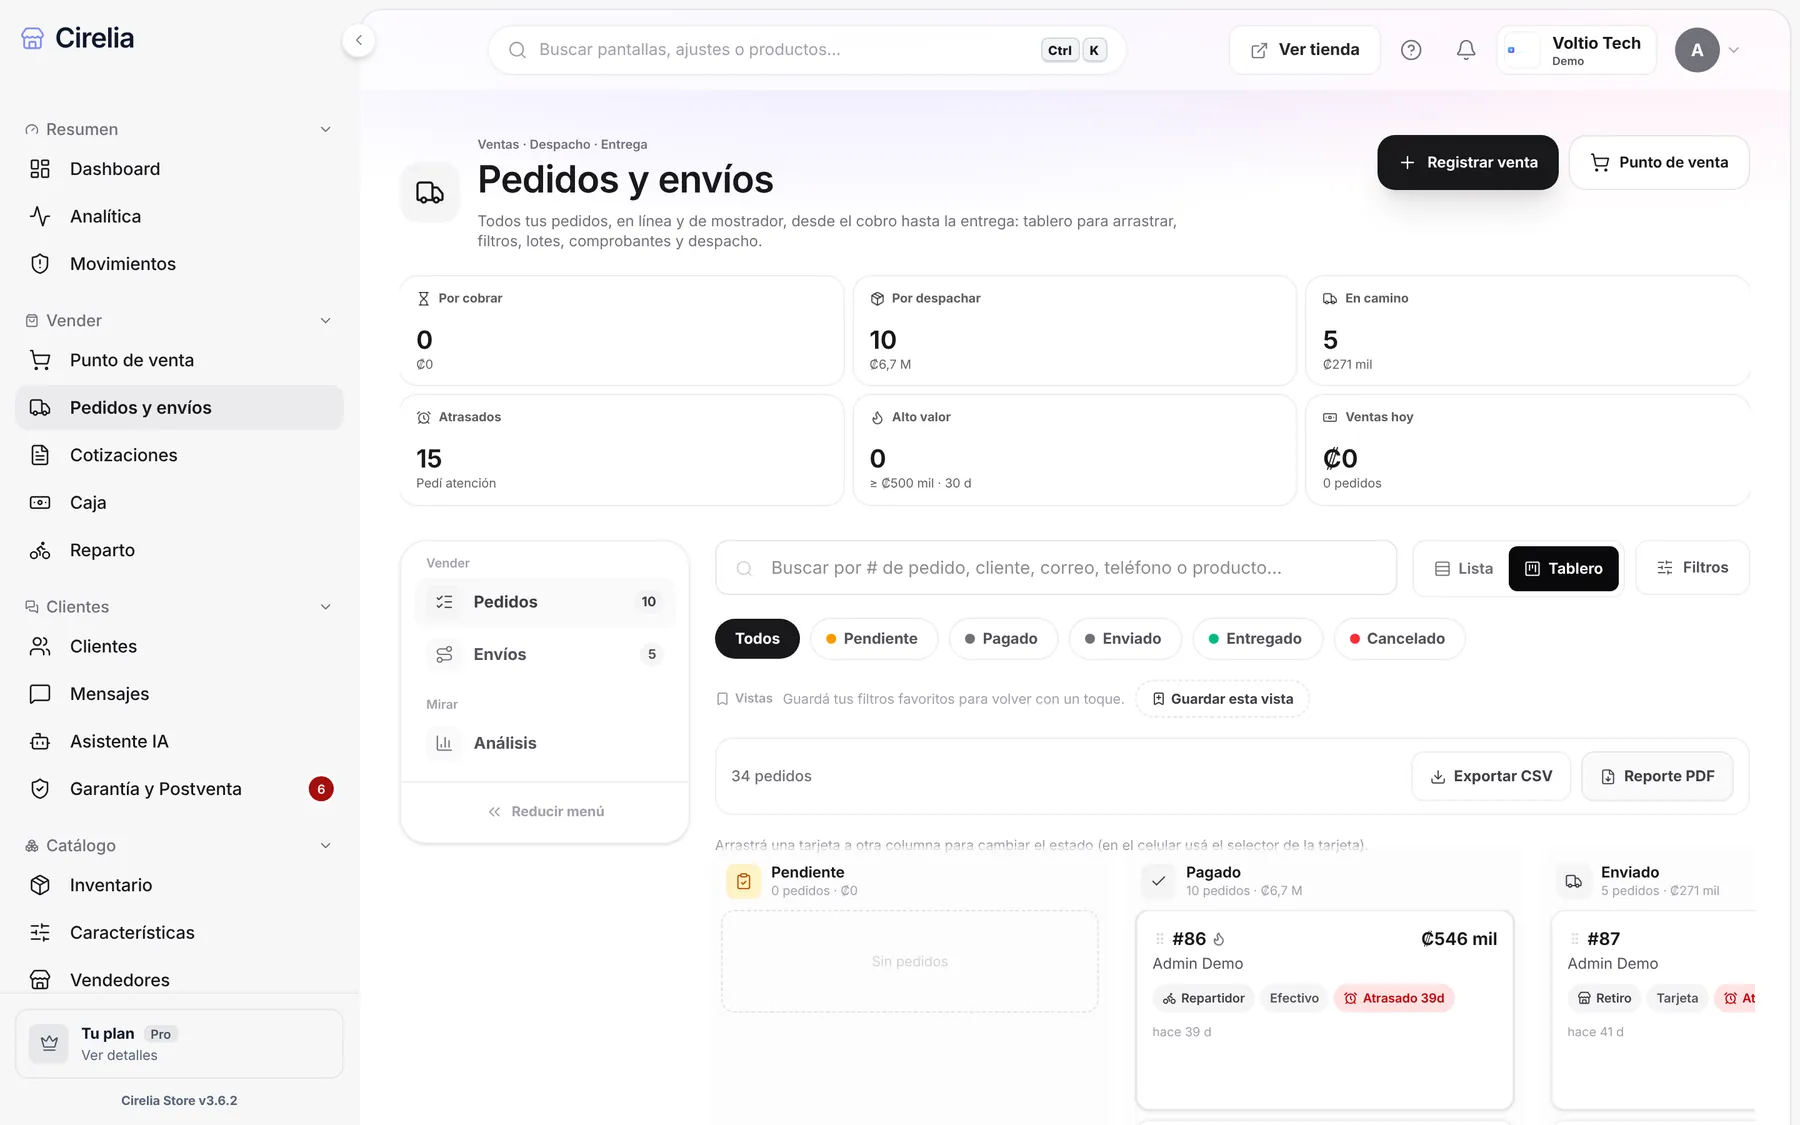 Cirelia
Buscar pantallas, ajustes o productos...
Ctrl K
Ver tienda
Voltio Tech
Demo
A
Resumen
Dashboard
Analítica
Movimientos
Vender
Punto de venta
Pedidos y envíos
Cotizaciones
Caja
Reparto
Clientes
Clientes
Mensajes
Asistente IA
Garantía y Postventa
6
Catálogo
Inventario
Características
Vendedores
Tu plan Pro
Ver detalles
Cirelia Store v3.6.2
Ventas · Despacho · Entrega
Pedidos y envíos
Todos tus pedidos, en línea y de mostrador, desde el cobro hasta la entrega: tablero para arrastrar,
filtros, lotes, comprobantes y despacho.
Registrar venta
Punto de venta
Por cobrar
0
₡0
Por despachar
10
₡6,7 M
En camino
5
₡271 mil
Atrasados
15
Pedí atención
Alto valor
0
≥ ₡500 mil · 30 d
Ventas hoy
₡0
0 pedidos
Vender
Pedidos
10
Envíos
5
Mirar
Análisis
Reducir menú
Buscar por # de pedido, cliente, correo, teléfono o producto...
Lista
Tablero
Filtros
Todos
Pendiente
Pagado
Enviado
Entregado
Cancelado
Vistas
Guardá tus filtros favoritos para volver con un toque.
Guardar esta vista
34 pedidos
Exportar CSV
Reporte PDF
Arrastrá una tarjeta a otra columna para cambiar el estado (en el celular usá el selector de la tarjeta).
Pendiente
0 pedidos · ₡0
Sin pedidos
Pagado
10 pedidos · ₡6,7 M
#86
₡546 mil
Admin Demo
Repartidor
Efectivo
Atrasado 39d
hace 39 d
Enviado
5 pedidos · ₡271 mil
#87
Admin Demo
Retiro
Tarjeta
At
hace 41 d